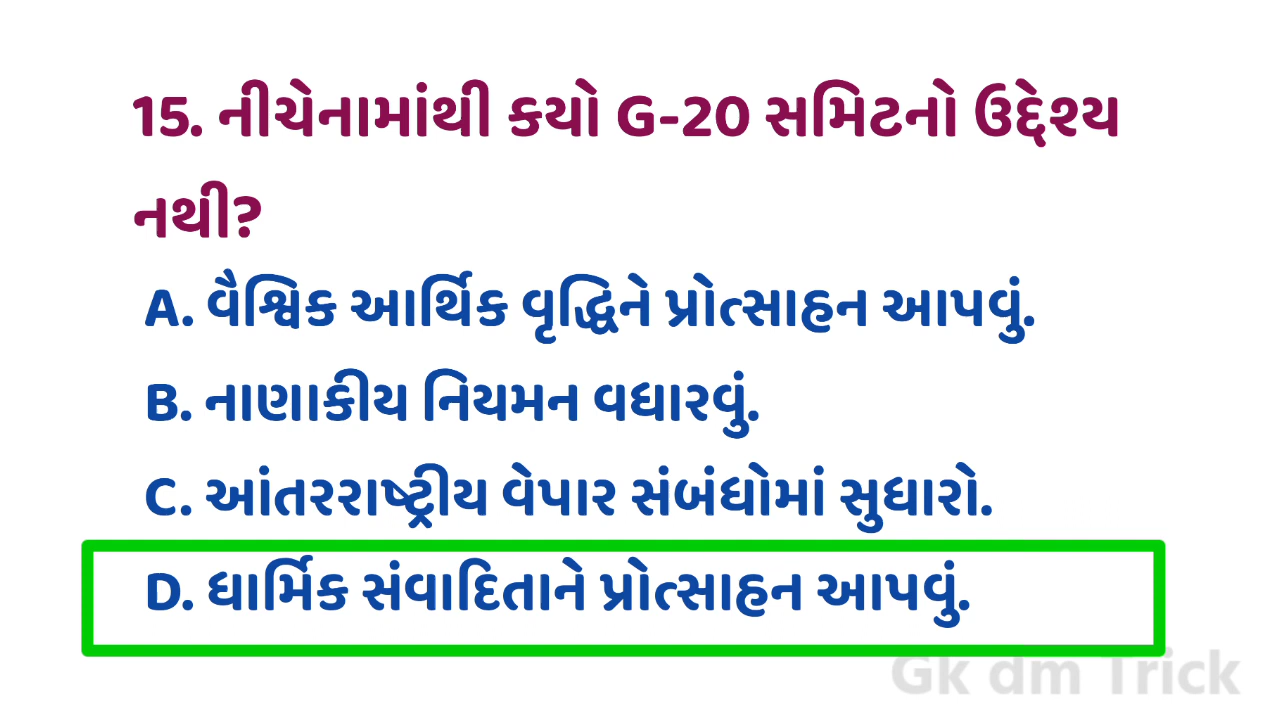 15. નીચેનામાંથી કયો G-20 સમિટનો ઉદ્દેશ્ય
નથી?
A. વૈશ્વિક આર્થિક વૃદ્ધિને પ્રોત્સાહન આપવું.
B. નાણાકીય નિયમન વધારવું.
C. આંતરરાષ્ટ્રીય વેપાર સંબંધોમાં સુધારો.
D. ધાર્મિક સંવાદિતાને પ્રોત્સાહન આપવું.
Gk dm Trick